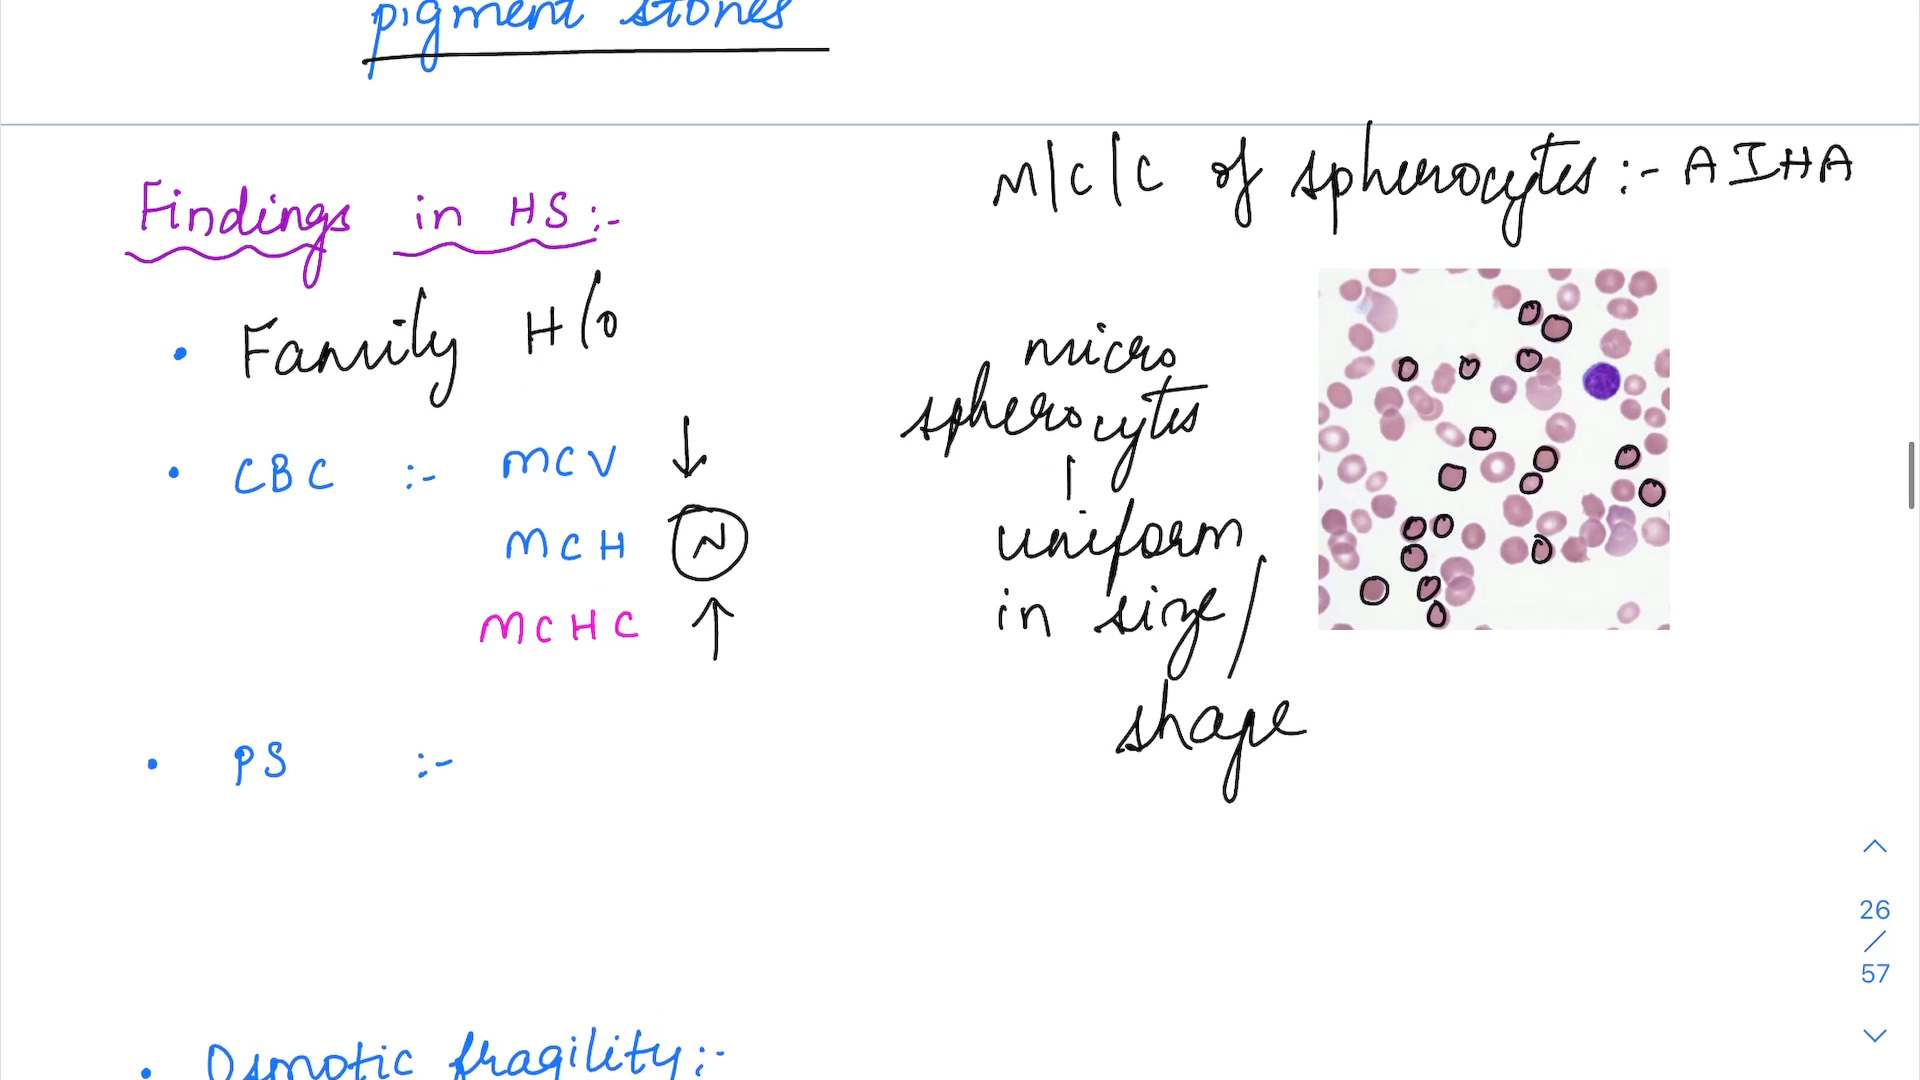 pigment stones
M/C/C of spherocytes :- AIHA
Findings in HS :-
• Family H/o
• CBC :- MCV ↓
MCH N
MCHC ↑
micro
spherocytes
uniform
in size/
shape
• PS :-
• Osmotic fragility :-
26
/
57